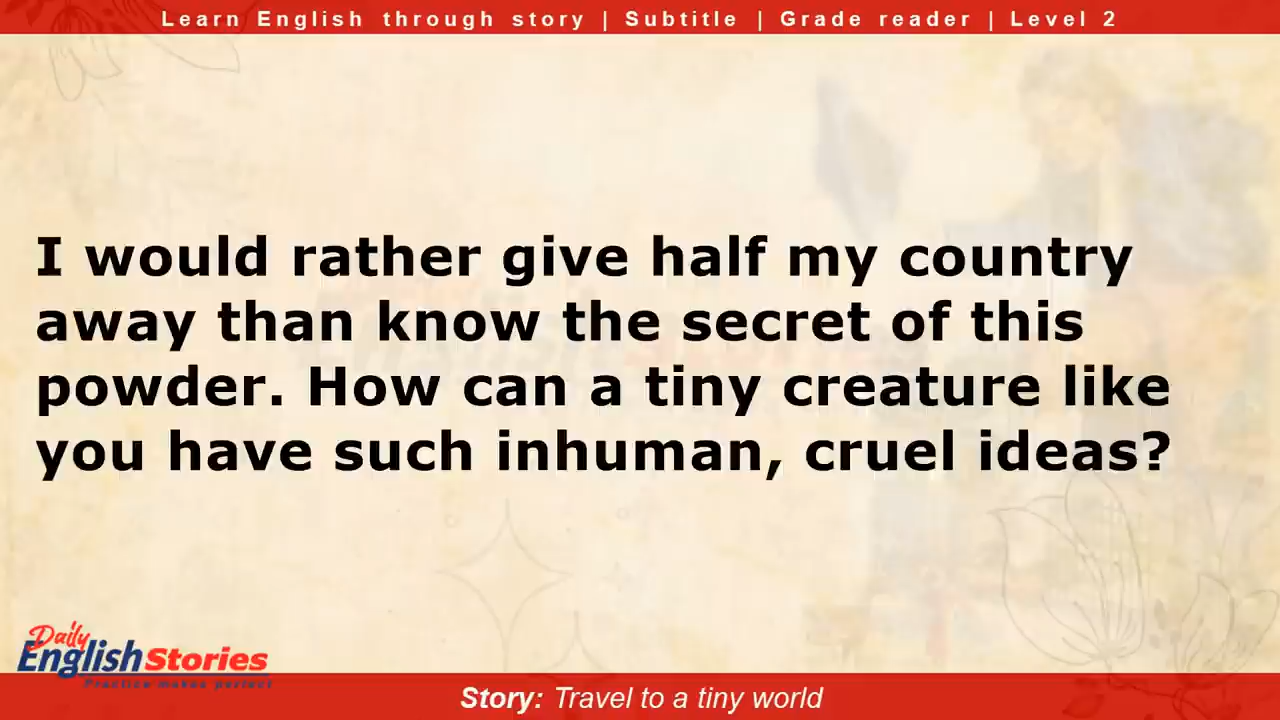 Learn English through story | Subtitle | Grade reader | Level 2
I would rather give half my country
away than know the secret of this
powder. How can a tiny creature like
you have such inhuman, cruel ideas?
Daily
English Stories
Practice makes perfect
Story: Travel to a tiny world